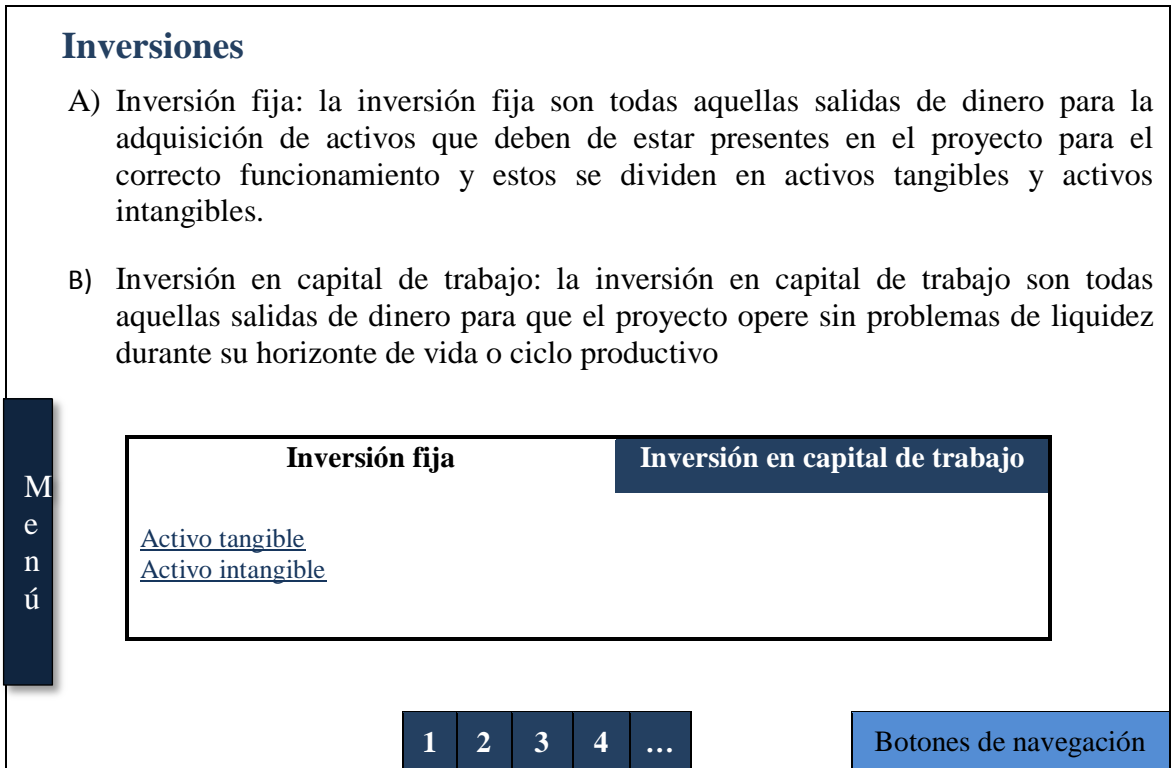 Inversiones
A) Inversión fija: la inversión fija son todas aquellas salidas de dinero para la
adquisición de activos que deben de estar presentes en el proyecto para el
correcto funcionamiento y estos se dividen en activos tangibles y activos
intangibles.
B) Inversión en capital de trabajo: la inversión en capital de trabajo son todas
aquellas salidas de dinero para que el proyecto opere sin problemas de liquidez
durante su horizonte de vida o ciclo productivo
Menú
Inversión fija
Inversión en capital de trabajo
Activo tangible
Activo intangible
1 2 3 4 …
Botones de navegación